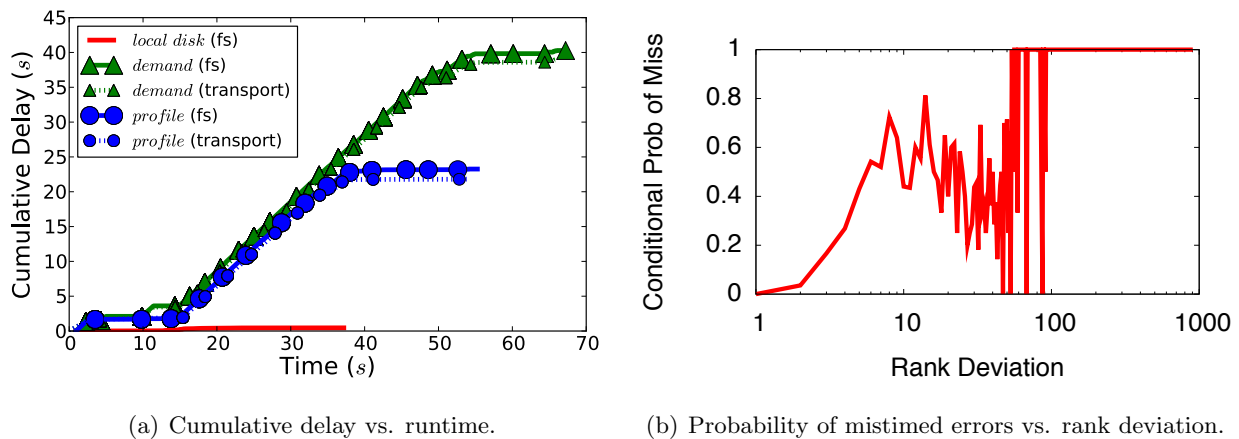 Cumulative Delay (s)
45
40
35
30
25
20
15
10
5
0
local disk (fs)
demand (fs)
demand (transport)
profile (fs)
profile (transport)
0 10 20 30 40 50 60 70
Time (s)
(a) Cumulative delay vs. runtime.
Conditional Prob of Miss
1
0.8
0.6
0.4
0.2
0
1 10 100 1000
Rank Deviation
(b) Probability of mistimed errors vs. rank deviation.